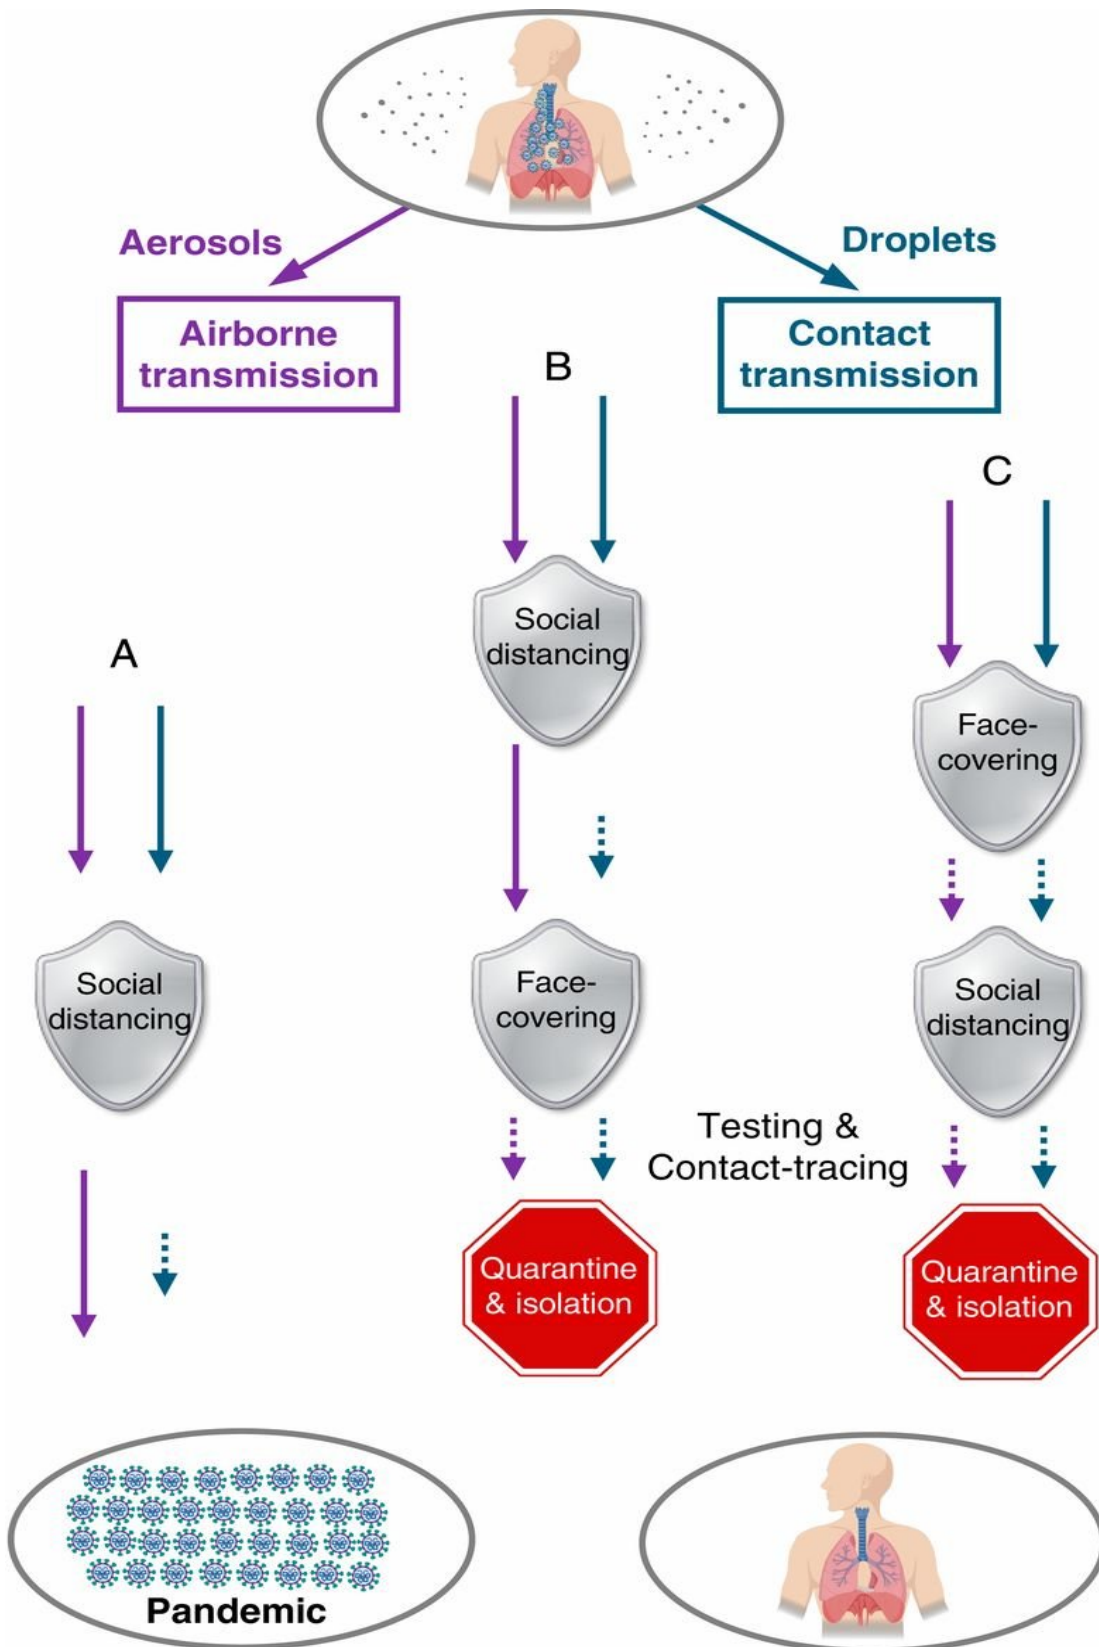 Aerosols
Droplets
Airborne
transmission
Contact
transmission
B
C
A
Social
distancing
Face-
covering
Social
distancing
Face-
covering
Social
distancing
Testing &
Contact-tracing
Quarantine
& isolation
Quarantine
& isolation
Pandemic